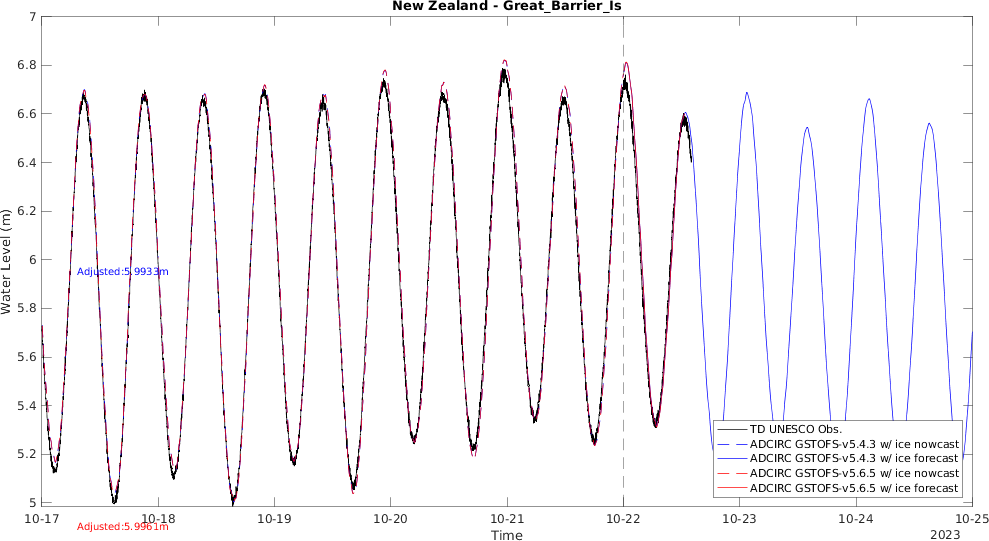 New Zealand - Great_Barrier_Is
7
6.8
6.6
6.4
6.2
6
5.8
5.6
5.4
5.2
5
Water Level (m)
Adjusted:5.9933m
Adjusted:5.9961m
TD UNESCO Obs.
ADCIRC GSTOFS-v5.4.3 w/ ice nowcast
ADCIRC GSTOFS-v5.4.3 w/ ice forecast
ADCIRC GSTOFS-v5.6.5 w/ ice nowcast
ADCIRC GSTOFS-v5.6.5 w/ ice forecast
10-17 10-18 10-19 10-20 10-21 10-22 10-23 10-24 10-25
Time
2023